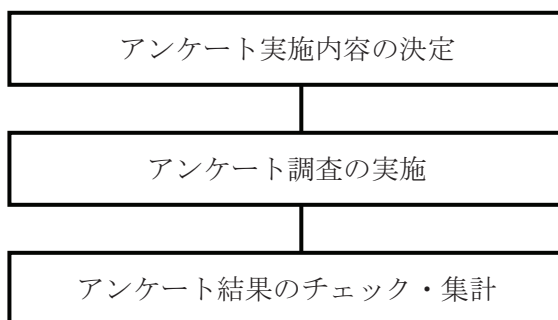 アンケート実施内容の決定
アンケート調査の実施
アンケート結果のチェック・集計